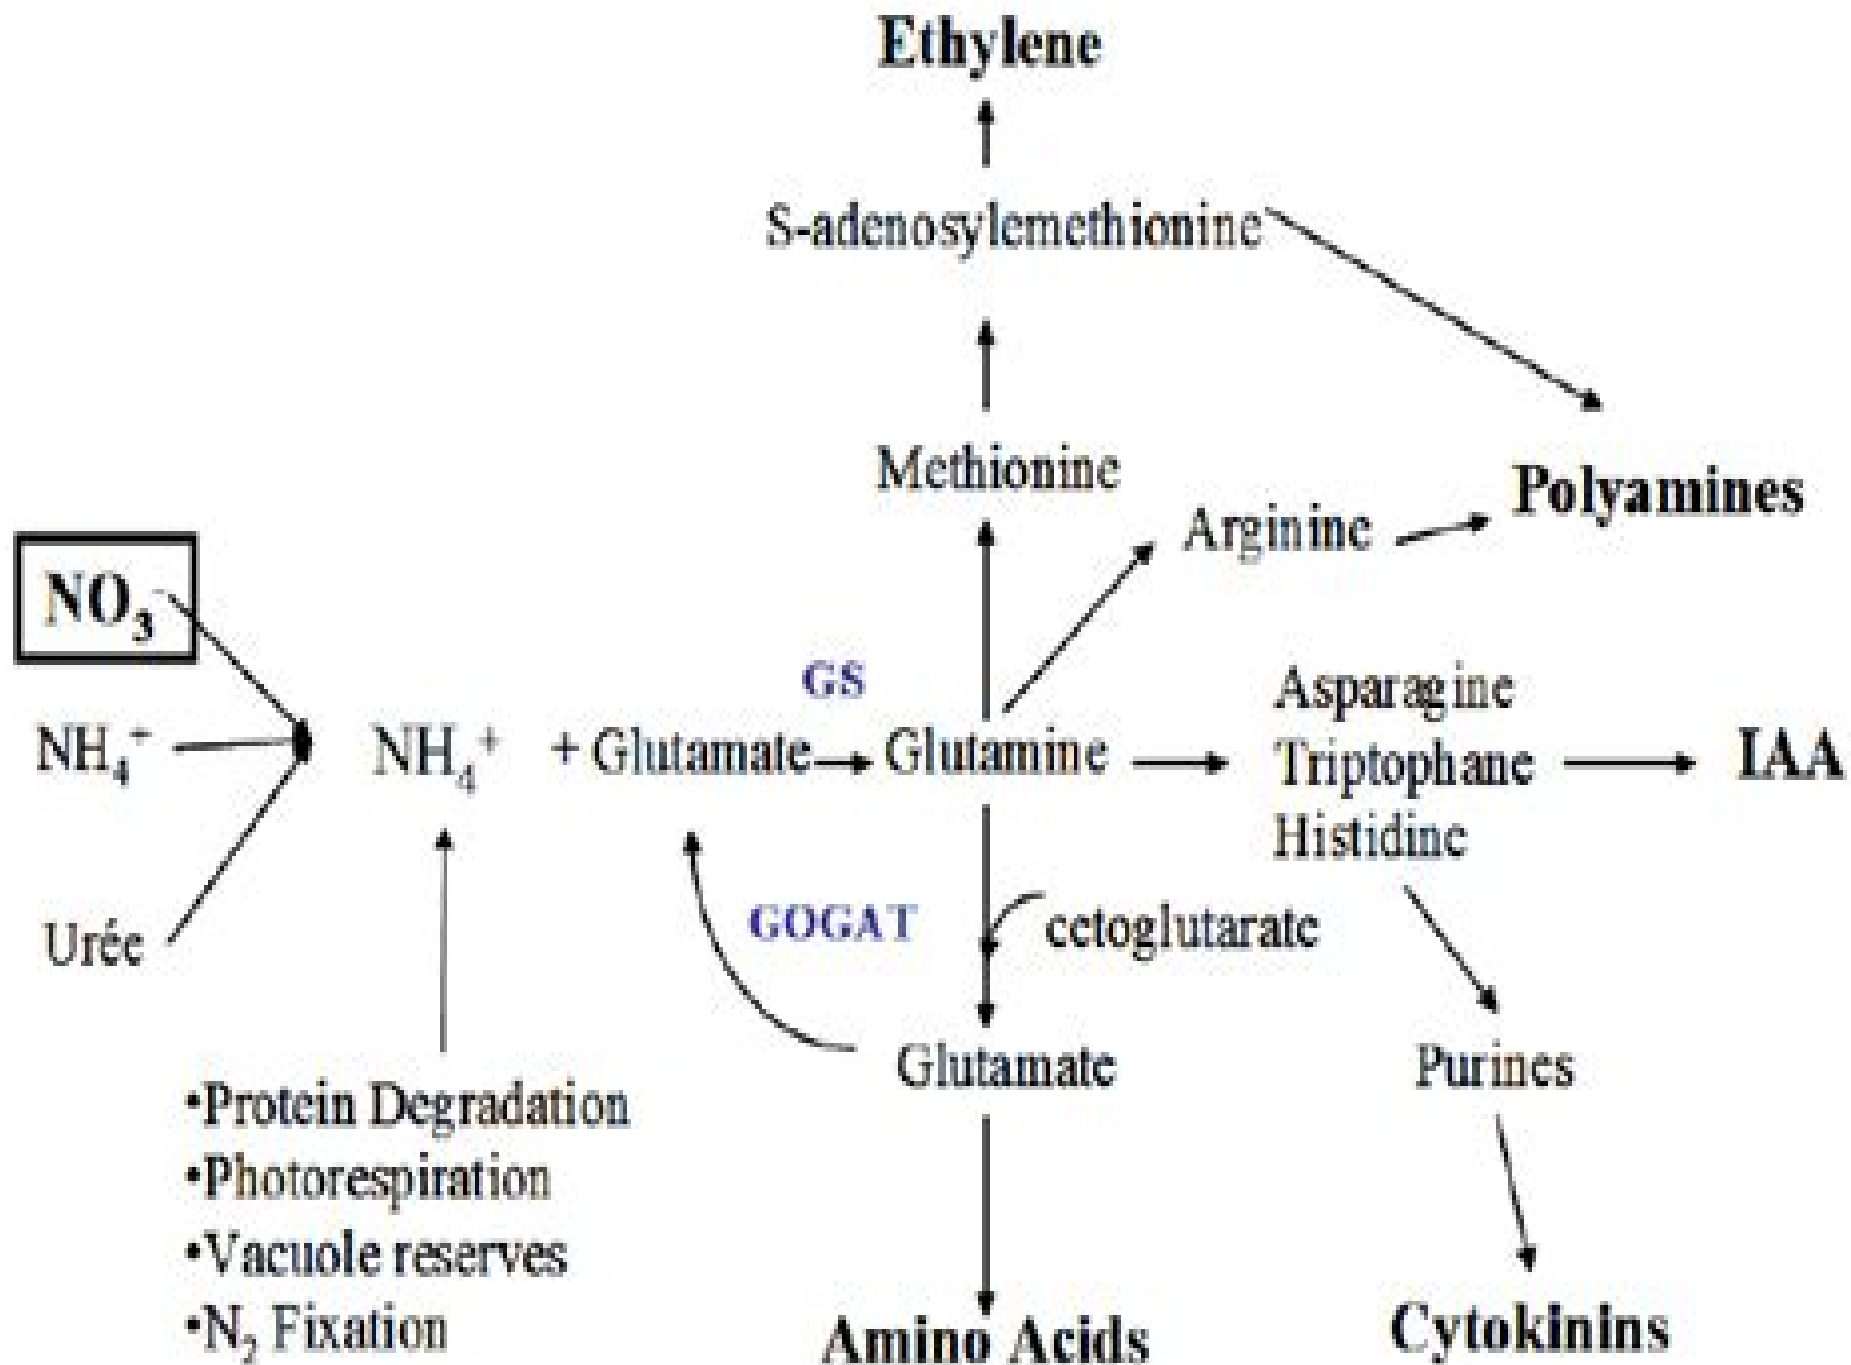 Ethylene
S-adenosylemethionine
Methionine
Polyamines
Arginine
NO₃⁻
GS
Asparagine
NH₄⁺
NH₄⁺ + Glutamate Glutamine
Triptophane
IAA
Histidine
GOGAT
cetoglutarate
Urée
Glutamate
Purines
•Protein Degradation
•Photorespiration
•Vacuole reserves
•N₂ Fixation
Amino Acids
Cytokinins